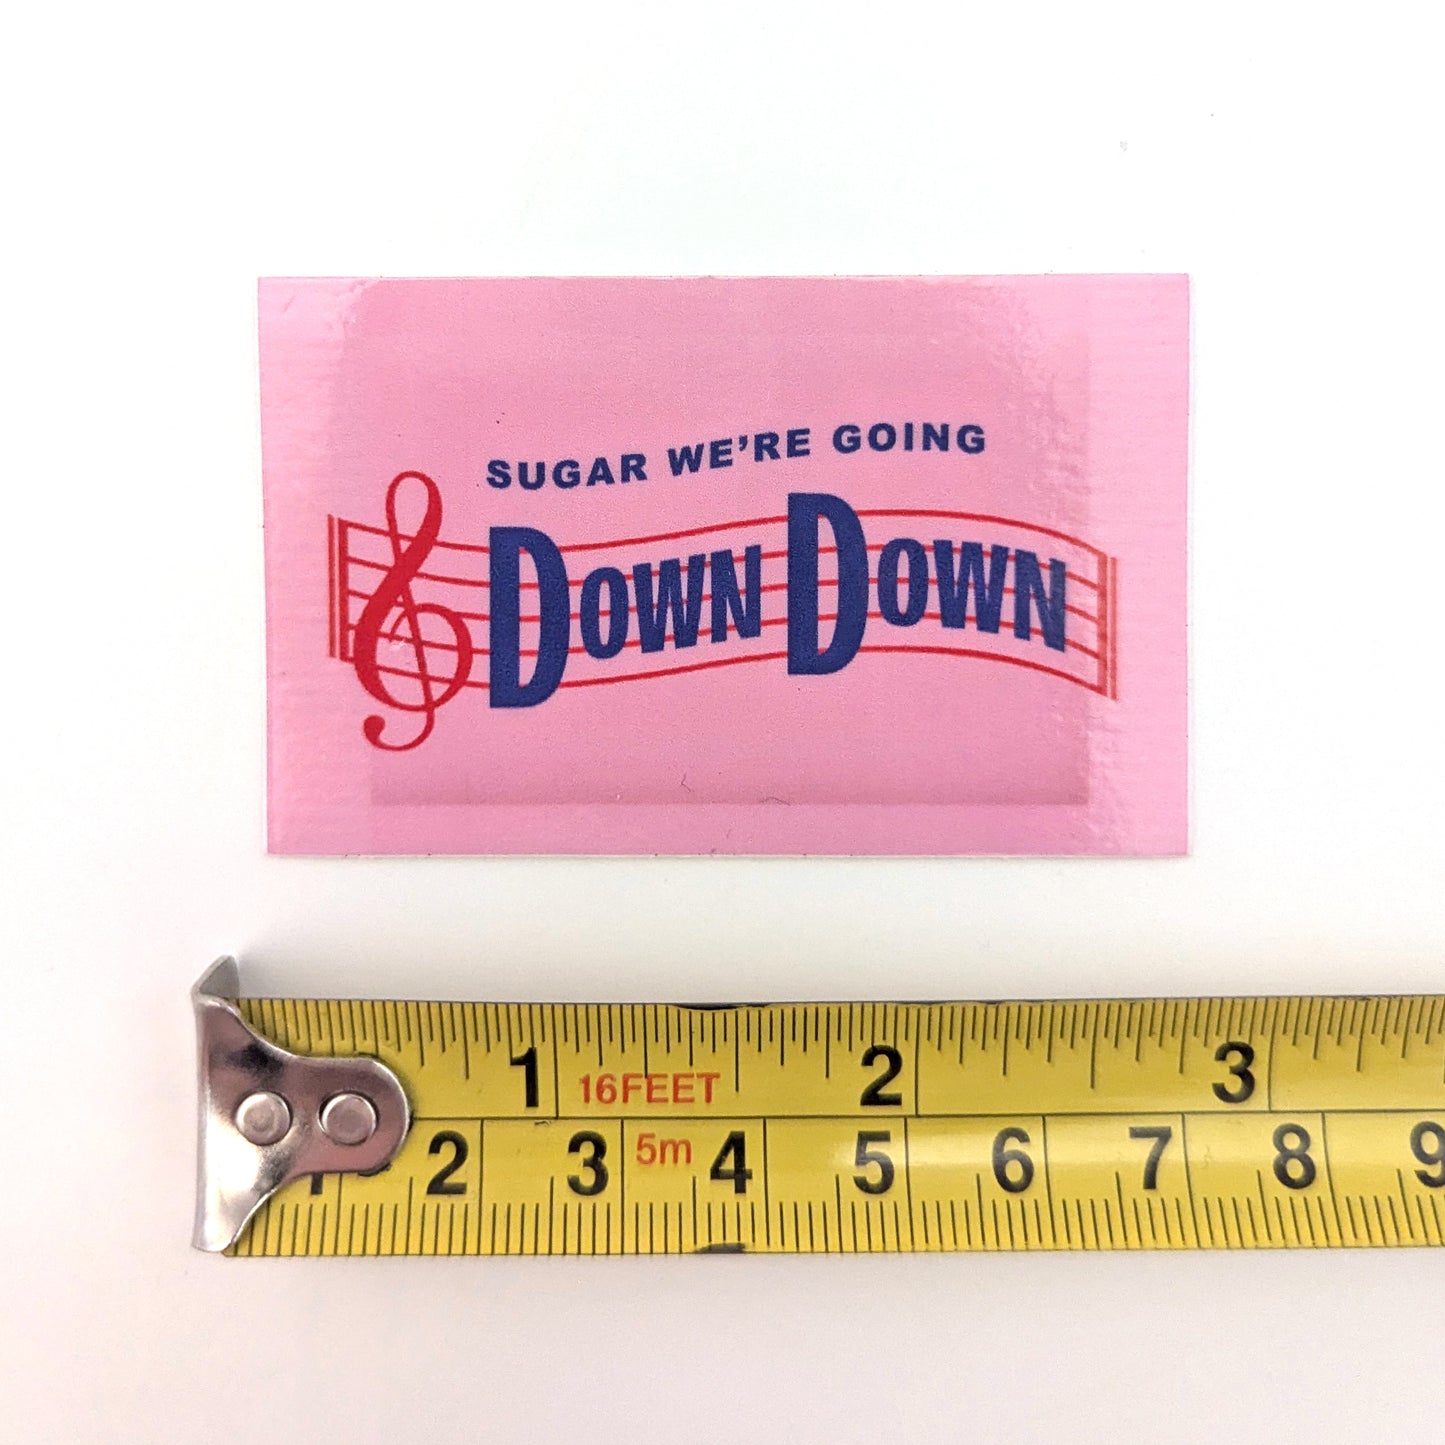 SUGAR WE'RE GOING
DOWN DOWN
1 16FEET 2 3
1 2 3 5m 4 5 6 7 8 9